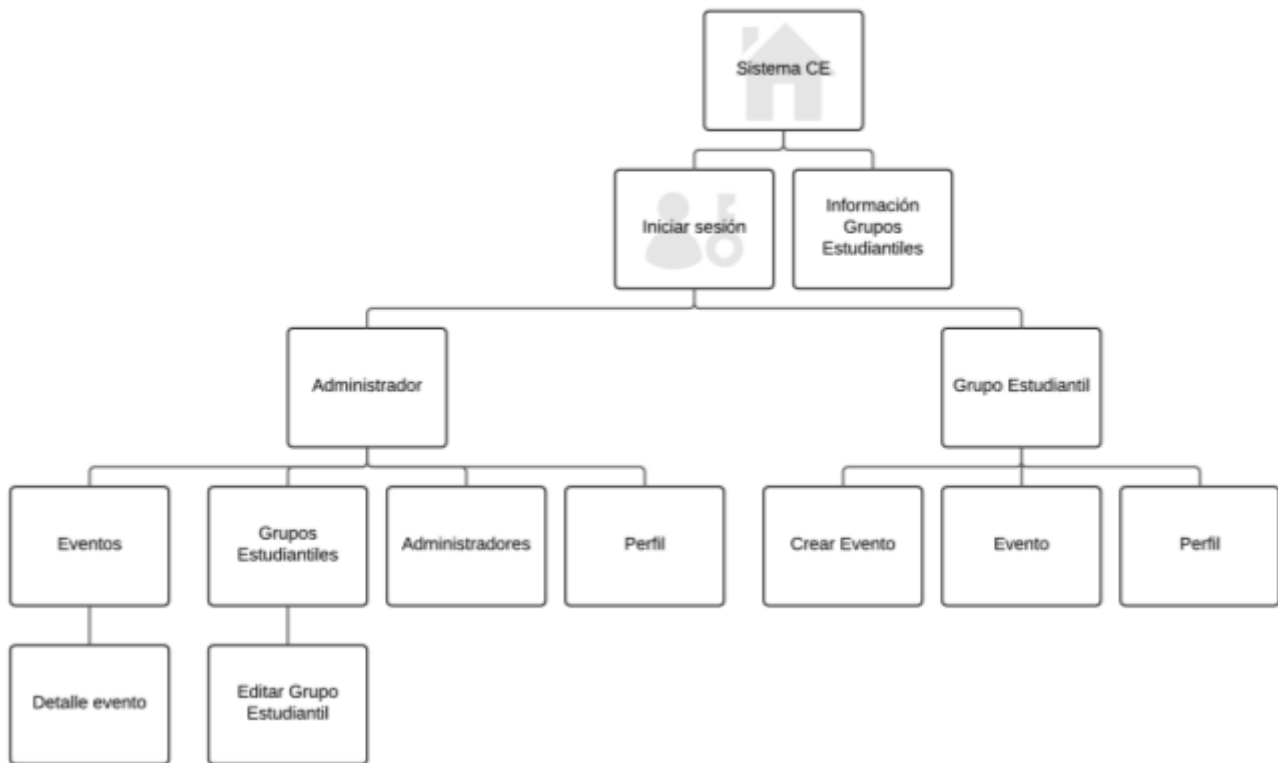 Sistema CE
Iniciar sesión
Información
Grupos
Estudiantiles
Administrador
Grupo Estudiantil
Eventos
Grupos
Estudiantiles
Administradores
Perfil
Crear Evento
Evento
Perfil
Detalle evento
Editar Grupo
Estudiantil